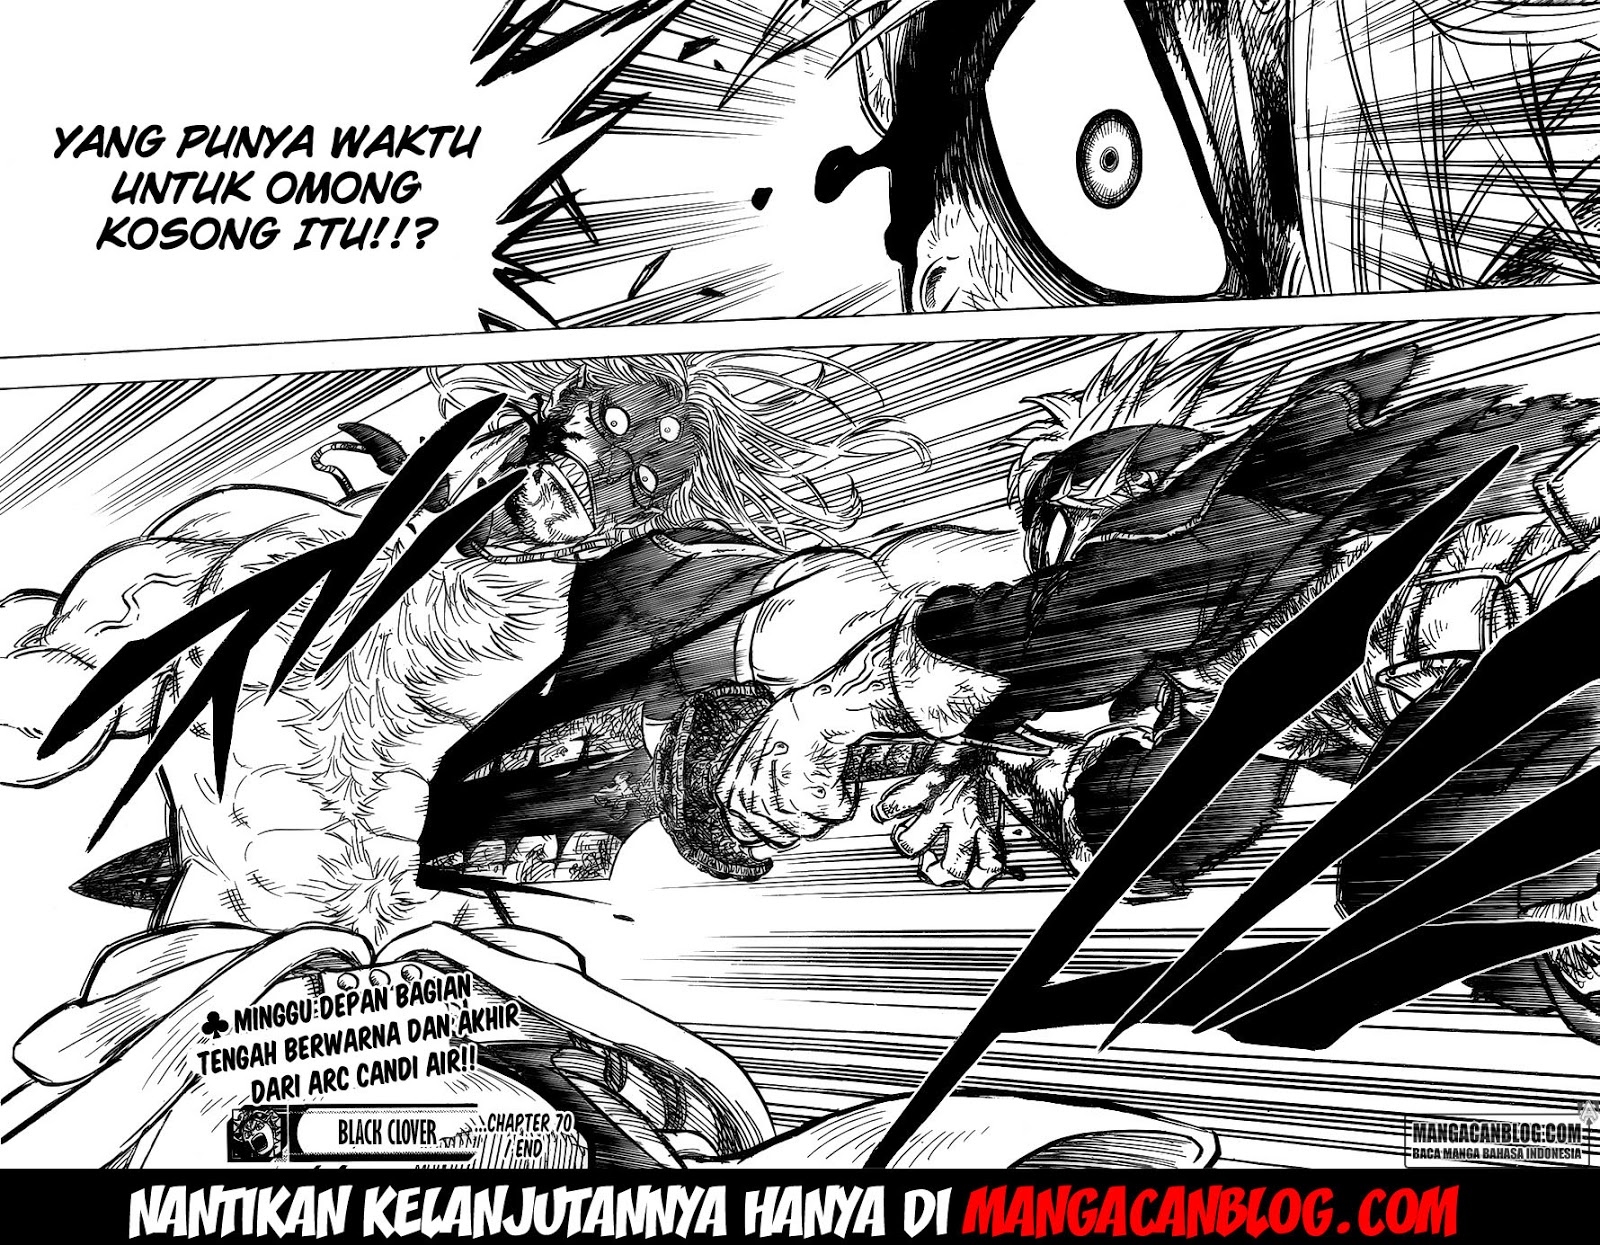 YANG PUNYA WAKTU
UNTUK OMONG
KOSONG ITU!!?
♣ MINGGU DEPAN BAGIAN
TENGAH BERWARNA DAN AKHIR
DARI ARC CANDI AIR!!
BLACK CLOVER
...CHAPTER 70
/ END
MANGACANBLOG.COM
BACA MANGA BAHASA INDONESIA
NANTIKAN KELANJUTANNYA HANYA DI MANGACANBLOG.COM